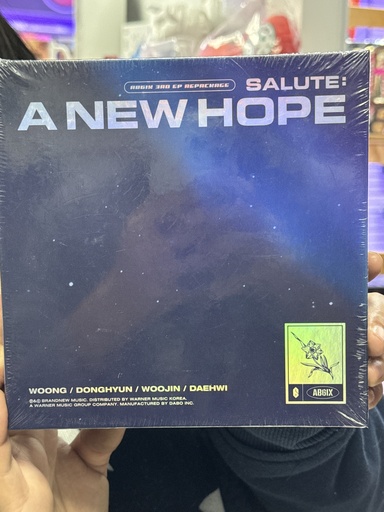 AB6IX 3RD EP REPACKAGE
SALUTE:
A NEW HOPE
WOONG / DONGHYUN / WOOJIN / DAEHWI
℗&© BRANDNEW MUSIC. DISTRIBUTED BY WARNER MUSIC KOREA.
A WARNER MUSIC GROUP COMPANY. MANUFACTURED BY DABO INC.
AB6IX